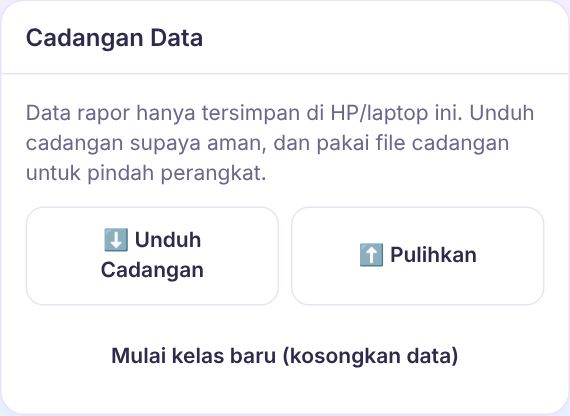 Cadangan Data
Data rapor hanya tersimpan di HP/laptop ini. Unduh
cadangan supaya aman, dan pakai file cadangan
untuk pindah perangkat.
⬇️ Unduh
Cadangan
⬆️ Pulihkan
Mulai kelas baru (kosongkan data)